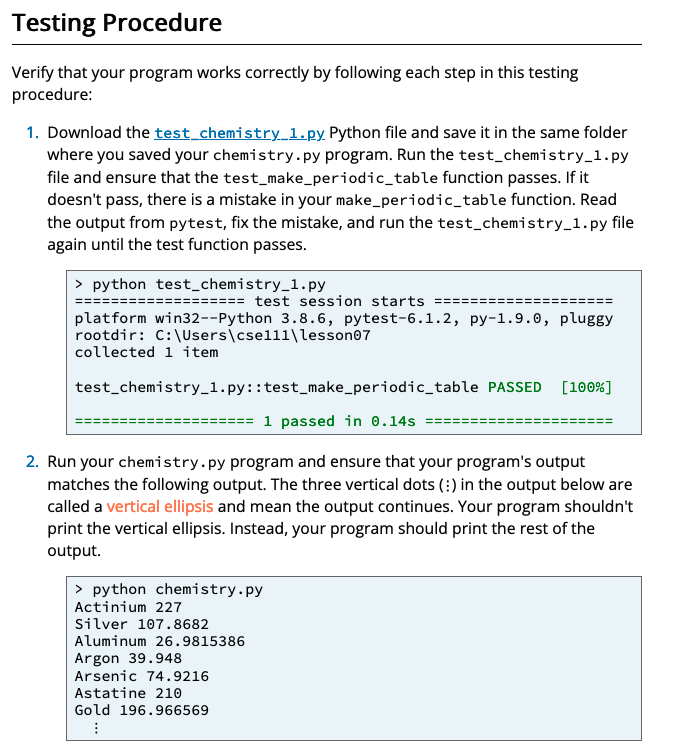 Testing Procedure
Verify that your program works correctly by following each step in this testing
procedure:
1. Download the test_chemistry_1.py Python file and save it in the same folder
where you saved your chemistry.py program. Run the test_chemistry_1.py
file and ensure that the test_make_periodic_table function passes. If it
doesn't pass, there is a mistake in your make_periodic_table function. Read
the output from pytest, fix the mistake, and run the test_chemistry_1.py file
again until the test function passes.
> python test_chemistry_1.py
=================== test session starts ====================
platform win32--Python 3.8.6, pytest-6.1.2, py-1.9.0, pluggy
rootdir: C:\Users\cse111\lesson07
collected 1 item
test_chemistry_1.py::test_make_periodic_table PASSED [100%]
==================== 1 passed in 0.14s =====================
2. Run your chemistry.py program and ensure that your program's output
matches the following output. The three vertical dots (⋮) in the output below are
called a vertical ellipsis and mean the output continues. Your program shouldn't
print the vertical ellipsis. Instead, your program should print the rest of the
output.
> python chemistry.py
Actinium 227
Silver 107.8682
Aluminum 26.9815386
Argon 39.948
Arsenic 74.9216
Astatine 210
Gold 196.966569
⋮